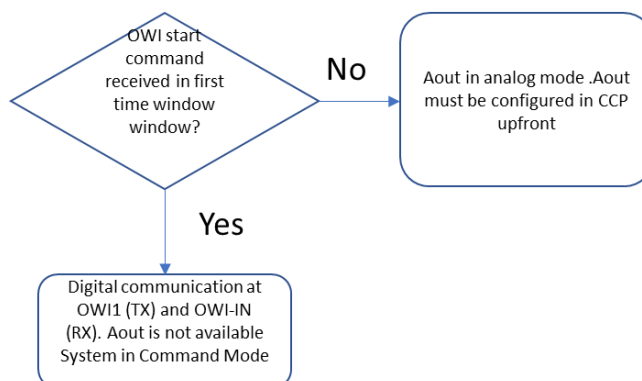 OWI start
command
received in first
time window
window?
No
Aout in analog mode .Aout
must be configured in CCP
upfront
Yes
Digital communication at
OWI1 (TX) and OWI-IN
(RX). Aout is not available
System in Command Mode